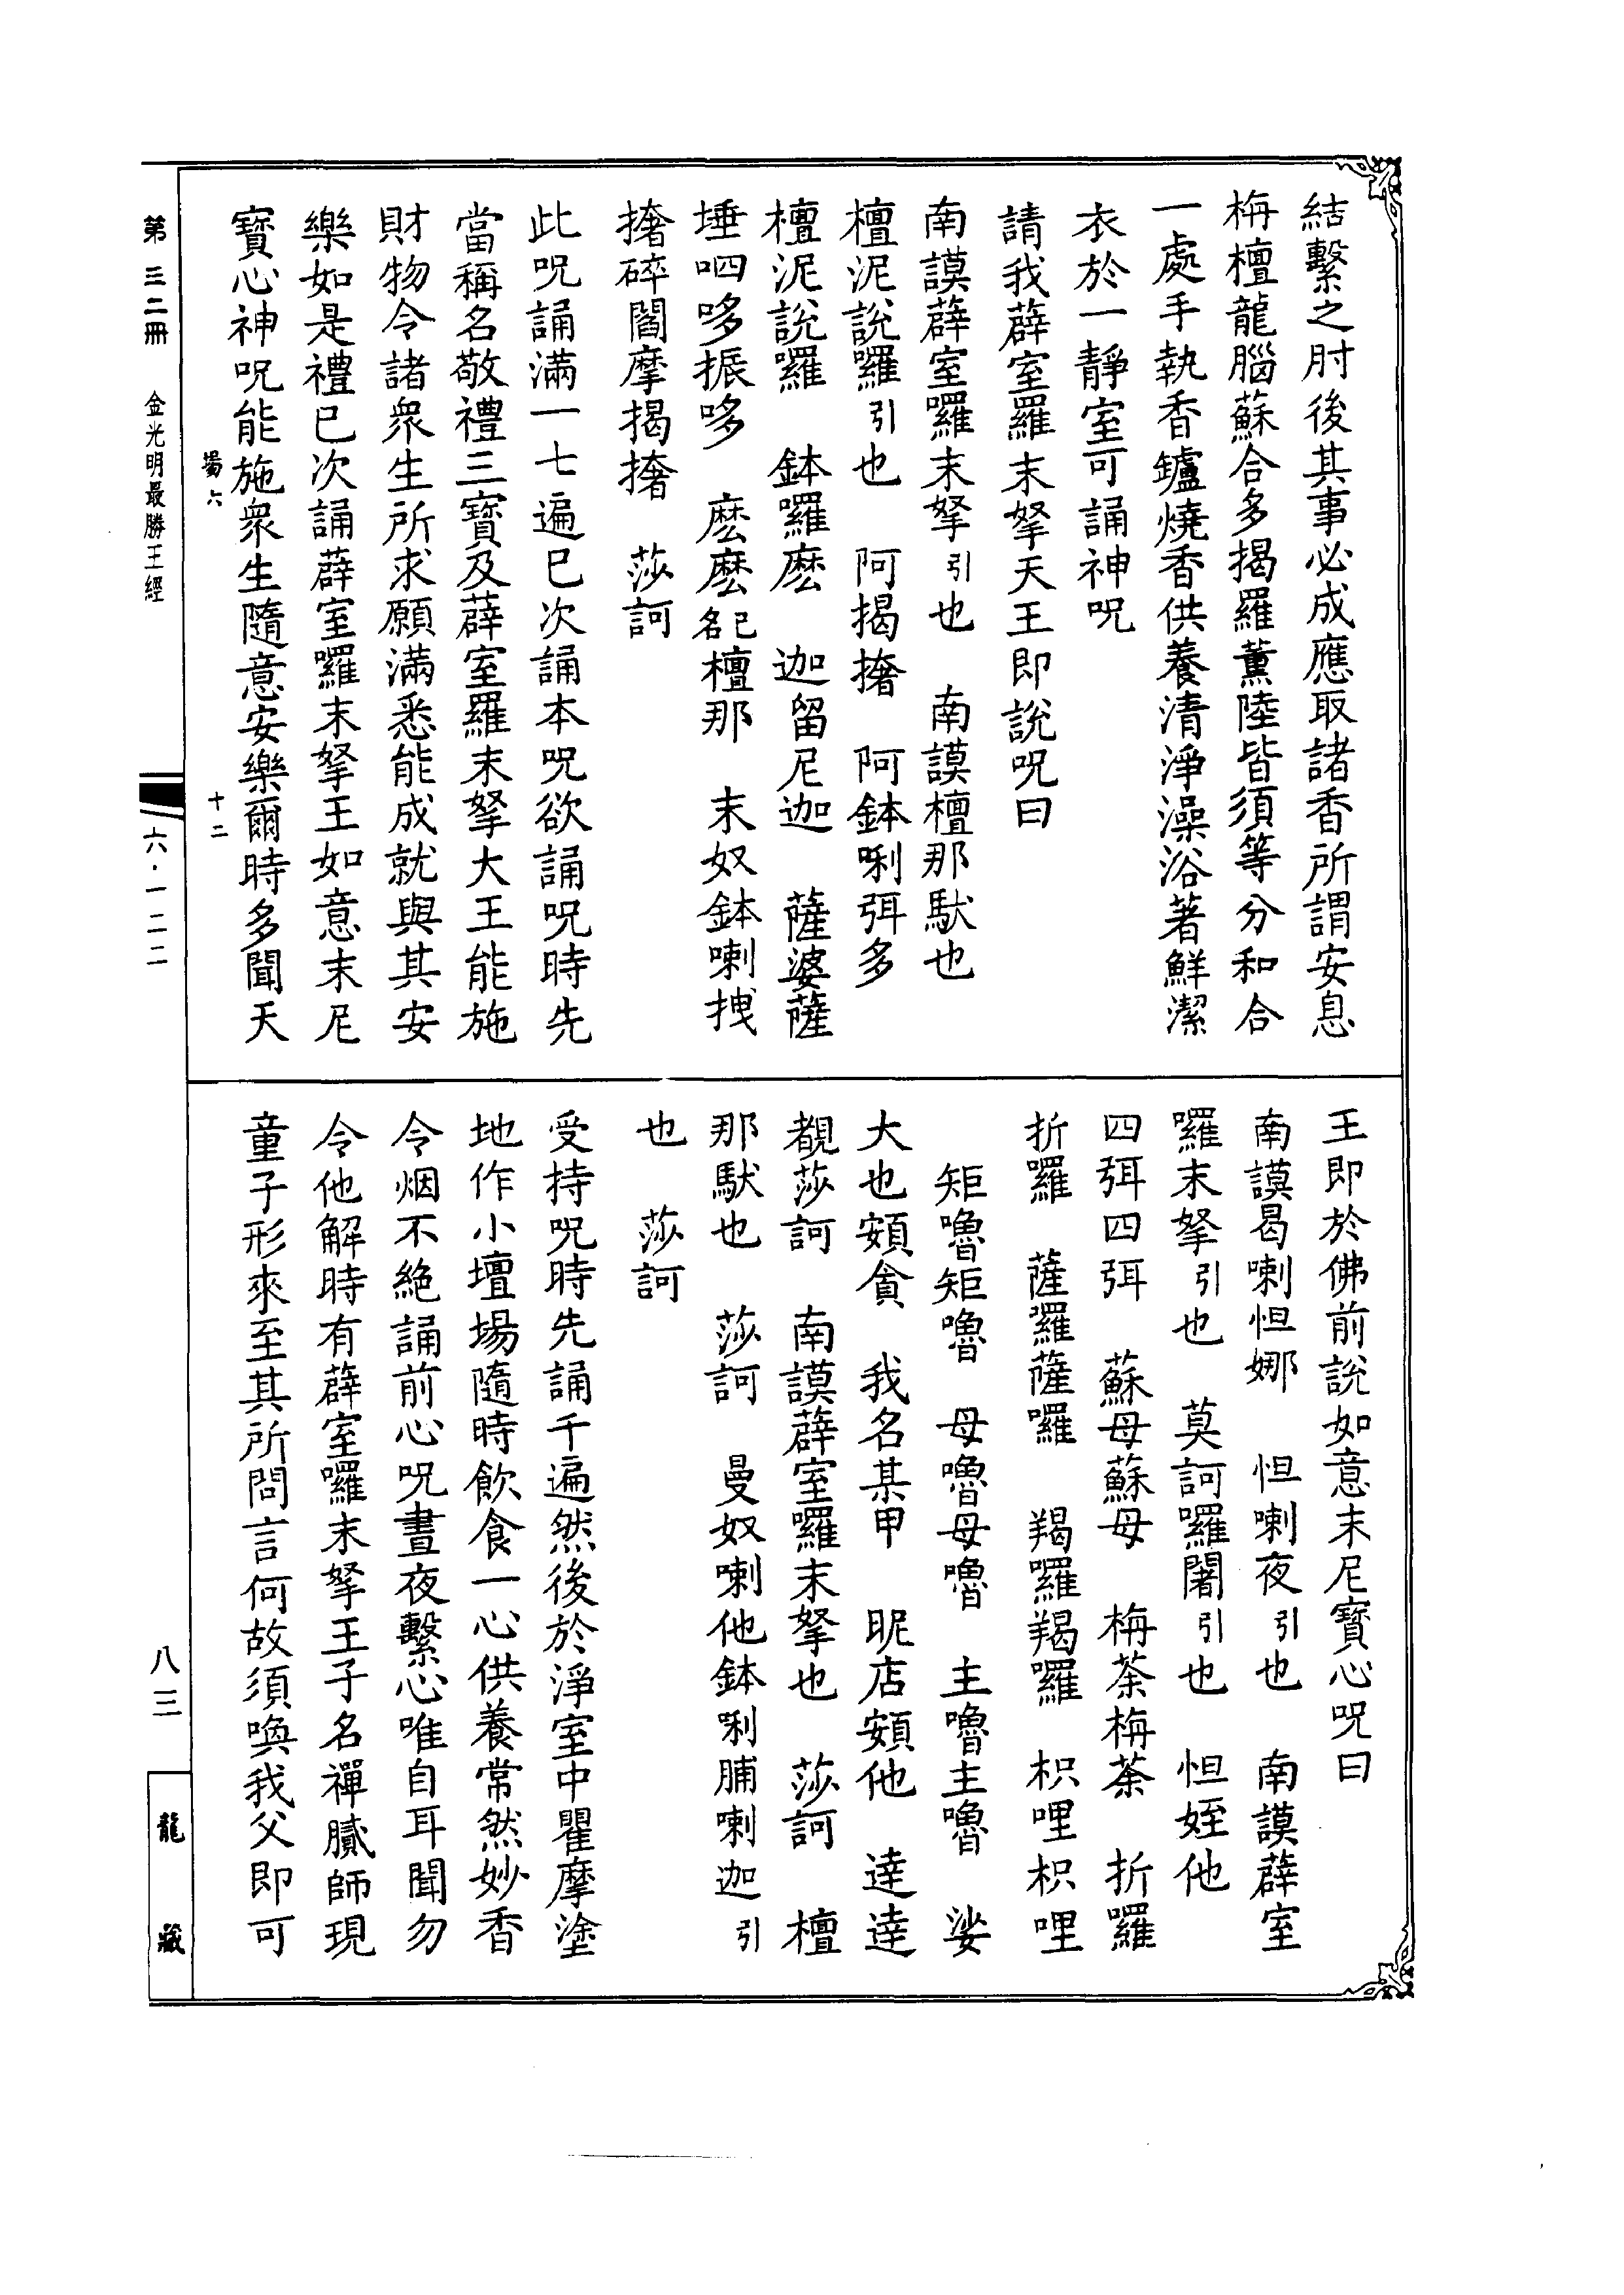 結繫之肘後其事必成應取諸香所謂安息
栴檀龍腦蘇合多揭羅薰陸皆須等分和合
一處手執香鑪燒香供養清淨澡浴著鮮潔
衣於一靜室可誦神呪
請我薜室羅末拏天王即說呪曰
南謨薜室囉末拏引也　南謨檀那馱也
檀泥說囉引也　阿揭撦　阿鉢唎弭多
檀泥說囉　鉢囉麽　迦留尼迦　薩婆薩
埵呬哆振哆　麽麽己名檀那　末奴鉢喇拽
撦碎閻摩揭撦　莎訶
此呪誦滿一七遍已次誦本呪欲誦呪時先
當稱名敬禮三寶及薜室羅末拏大王能施
財物令諸衆生所求願滿悉能成就與其安
樂如是禮已次誦薜室囉末拏王如意末尼
寶心神呪能施衆生隨意安樂爾時多聞天
王即於佛前說如意末尼寶心呪曰
南謨曷喇怛娜　怛喇夜引也　南謨薜室
囉末拏引也　莫訶囉闍引也　怛姪他
四弭四弭　蘇母蘇母　栴荼栴荼　折羅
折囉　薩囉薩囉　羯囉羯囉　枳哩枳哩
矩嚕矩嚕　母嚕母嚕　主嚕主嚕　娑
大也頞貪　我名某甲　昵店頞他　達達
覩莎訶　南謨薜室囉末拏也　莎訶　檀
那馱也　莎訶　曼奴喇他鉢唎脯喇迦引
也　莎訶
受持呪時先誦千遍然後於淨室中瞿摩塗
地作小壇場隨時飲食一心供養常然妙香
令烟不絶誦前心呪晝夜繫心唯自耳聞勿
令他解時有薜室囉末拏王子名禪膩師現
童子形來至其所問言何故須喚我父即可
塲六
十二
第三二冊　金光明最勝王經
六·一二二
八三
龍藏